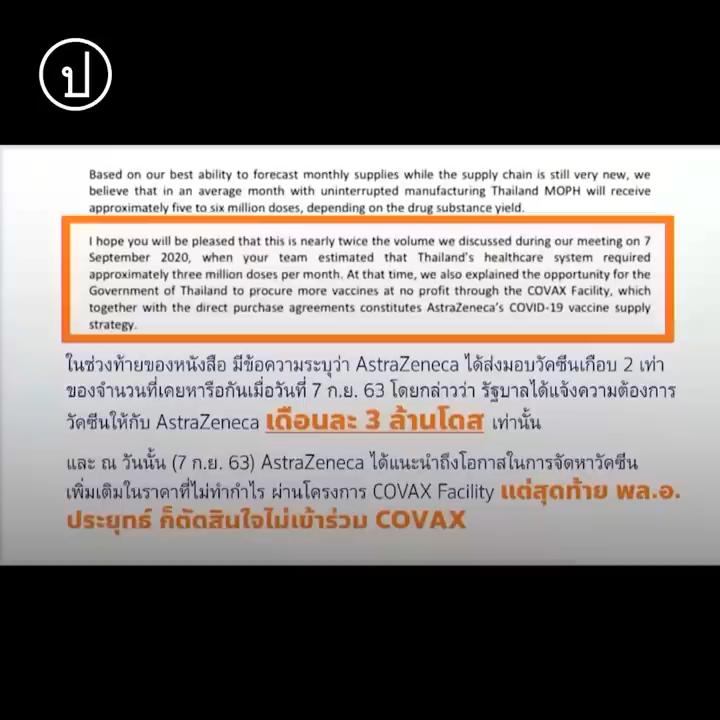 ป
Based on our best ability to forecast monthly supplies while the supply chain is still very new, we
believe that in an average month with uninterrupted manufacturing Thailand MOPH will receive
approximately five to six million doses, depending on the drug substance yield.
I hope you will be pleased that this is nearly twice the volume we discussed during our meeting on 7
September 2020, when your team estimated that Thailand's healthcare system required
approximately three million doses per month. At that time, we also explained the opportunity for the
Government of Thailand to procure more vaccines at no profit through the COVAX Facility, which
together with the direct purchase agreements constitutes AstraZeneca's COVID-19 vaccine supply
strategy.
ในช่วงท้ายของหนังสือ มีข้อความระบุว่า AstraZeneca ได้ส่งมอบวัคซีนเกือบ 2 เท่า
ของจำนวนที่เคยหารือกันเมื่อวันที่ 7 ก.ย. 63 โดยกล่าวว่า รัฐบาลได้แจ้งความต้องการ
วัคซีนให้กับ AstraZeneca เดือนละ 3 ล้านโดส เท่านั้น
และ ณ วันนั้น (7 ก.ย. 63) AstraZeneca ได้แนะนำถึงโอกาสในการจัดหาวัคซีน
เพิ่มเติมในราคาที่ไม่ทำกำไร ผ่านโครงการ COVAX Facility แต่สุดท้าย พล.อ.
ประยุทธ์ ก็ตัดสินใจไม่เข้าร่วม COVAX